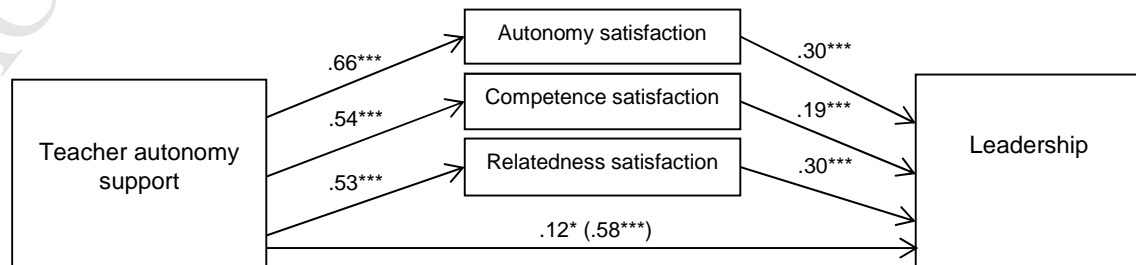 Autonomy satisfaction
.66***
.30***
Competence satisfaction
.54***
.19***
Teacher autonomy
support
Leadership
Relatedness satisfaction
.53***
.30***
.12* (.58***)